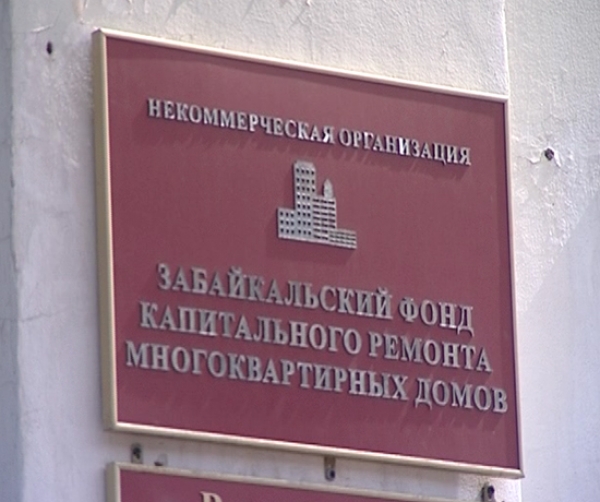 НЕКОММЕРЧЕСКАЯ ОРГАНИЗАЦИЯ
ЗАБАЙКАЛЬСКИЙ ФОНД
КАПИТАЛЬНОГО РЕМОНТА
МНОГОКВАРТИРНЫХ ДОМОВ